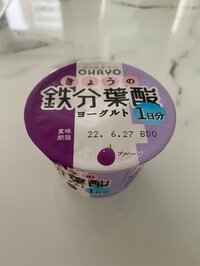 OHAYO
きょうの
鉄分葉酸
ヨーグルト
1日分
賞味
期限
22. 6.27 BDO
プルーン
鉄分葉酸
1日分